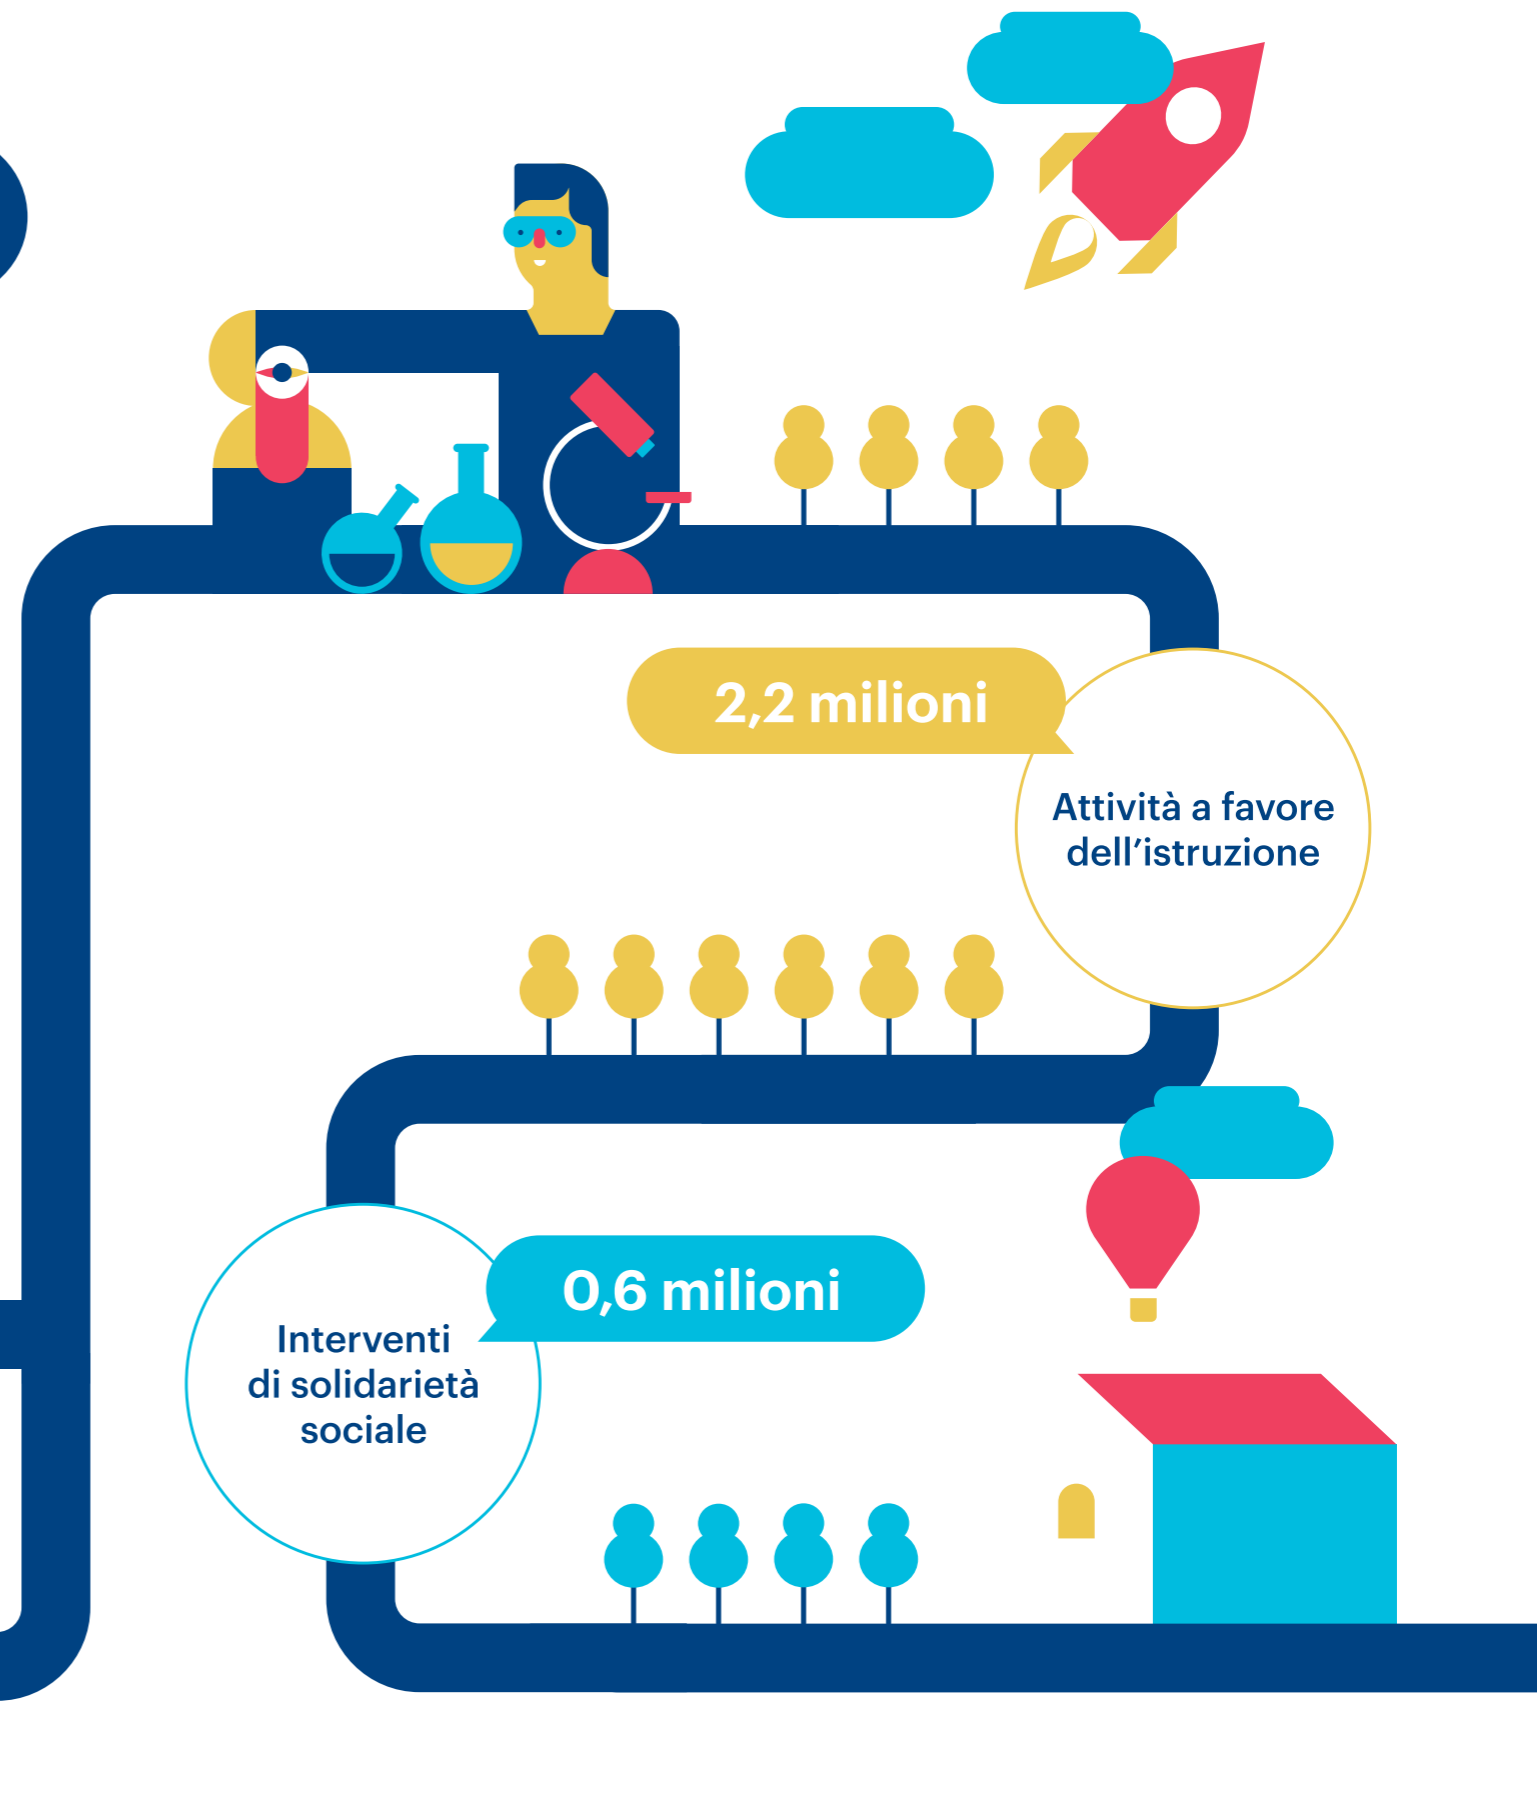 2,2 milioni
Attività a favore
dell’istruzione
0,6 milioni
Interventi
di solidarietà
sociale